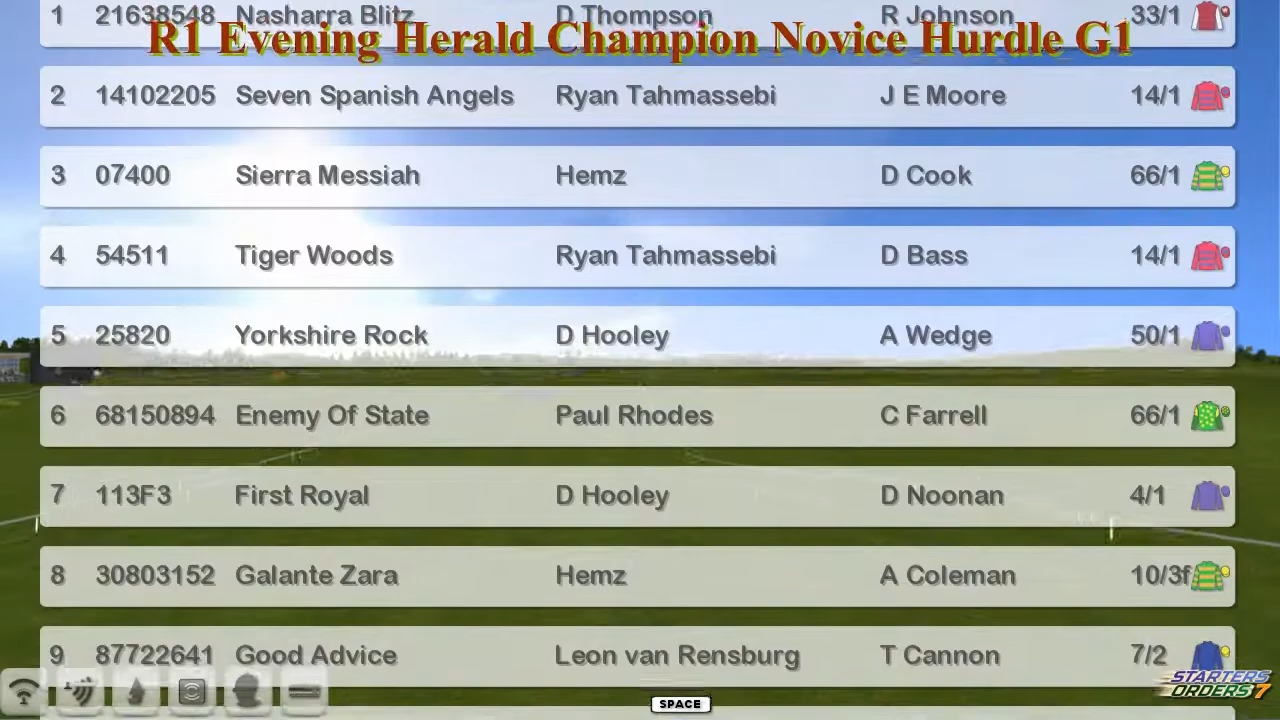 1 21638548 Nasharra Blitz D Thompson R Johnson 33/1
R1 Evening Herald Champion Novice Hurdle G1
2 14102205 Seven Spanish Angels Ryan Tahmassebi J E Moore 14/1
3 07400 Sierra Messiah Hemz D Cook 66/1
4 54511 Tiger Woods Ryan Tahmassebi D Bass 14/1
5 25820 Yorkshire Rock D Hooley A Wedge 50/1
6 68150894 Enemy Of State Paul Rhodes C Farrell 66/1
7 113F3 First Royal D Hooley D Noonan 4/1
8 30803152 Galante Zara Hemz A Coleman 10/3f
9 87722641 Good Advice Leon van Rensburg T Cannon 7/2
STARTERS
ORDERS 7
SPACE